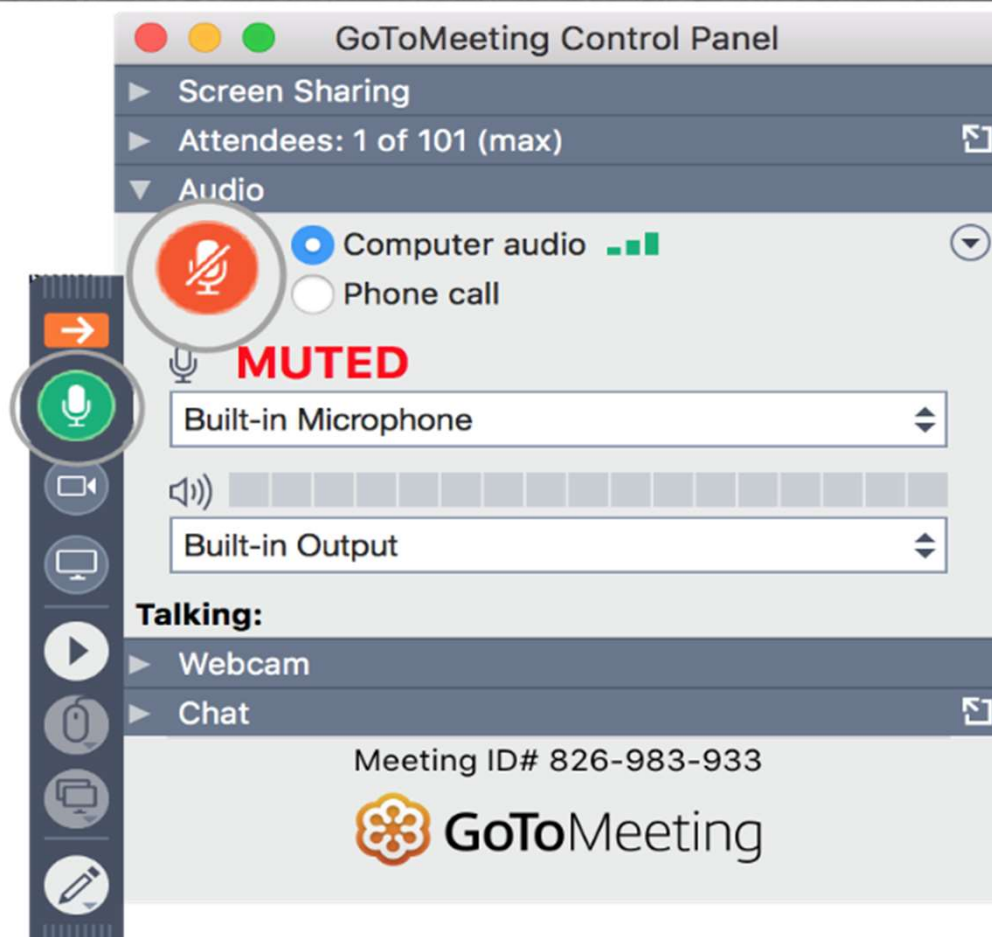 GoToMeeting Control Panel
Screen Sharing
Attendees: 1 of 101 (max)
Audio
Computer audio
Phone call
MUTED
Built-in Microphone
Built-in Output
Talking:
Webcam
Chat
Meeting ID# 826-983-933
GoToMeeting